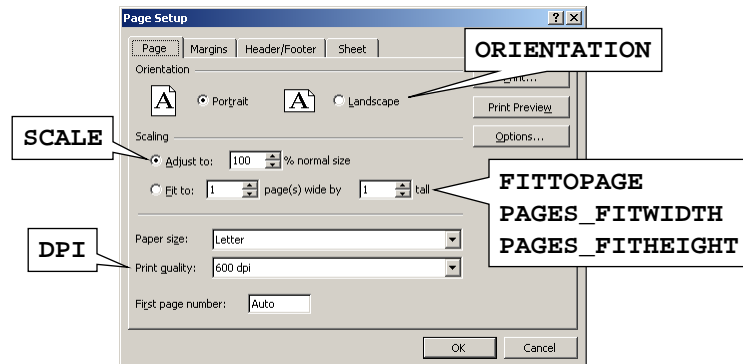 Page Setup
Page Margins Header/Footer Sheet
ORIENTATION
Orientation
Print...
A Portrait A Landscape
Print Preview
SCALE
Scaling
Options...
Adjust to: 100 % normal size
Fit to: 1 page(s) wide by 1 tall
FITTOPAGE
PAGES_FITWIDTH
PAGES_FITHEIGHT
DPI
Paper size: Letter
Print quality: 600 dpi
First page number: Auto
OK Cancel